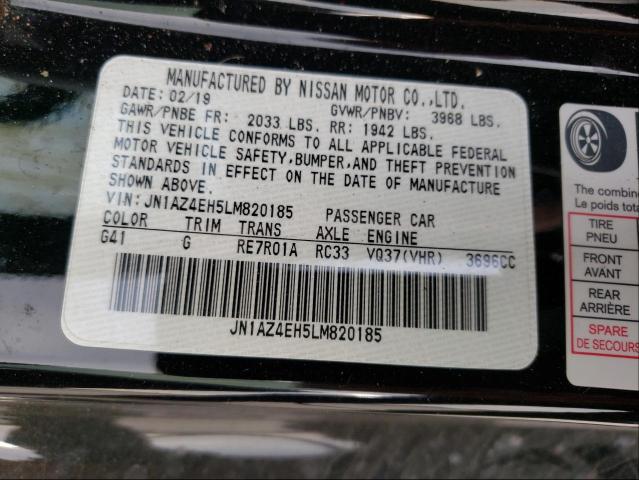 MANUFACTURED BY NISSAN MOTOR CO.,LTD.
DATE: 02/19 GVWR/PNBV: 3968 LBS.
GAWR/PNBE FR: 2033 LBS. RR: 1942 LBS.
THIS VEHICLE CONFORMS TO ALL APPLICABLE FEDERAL
MOTOR VEHICLE SAFETY,BUMPER,AND THEFT PREVENTION
STANDARDS IN EFFECT ON THE DATE OF MANUFACTURE
SHOWN ABOVE.
VIN: JN1AZ4EH5LM820185 PASSENGER CAR
COLOR TRIM TRANS AXLE ENGINE
G41 G RE7R01A RC33 VQ37(VHR) 3696CC
JN1AZ4EH5LM820185
The combine
Le poids tota
TIRE
PNEU
FRONT
AVANT
REAR
ARRIÈRE
SPARE
DE SECOURS